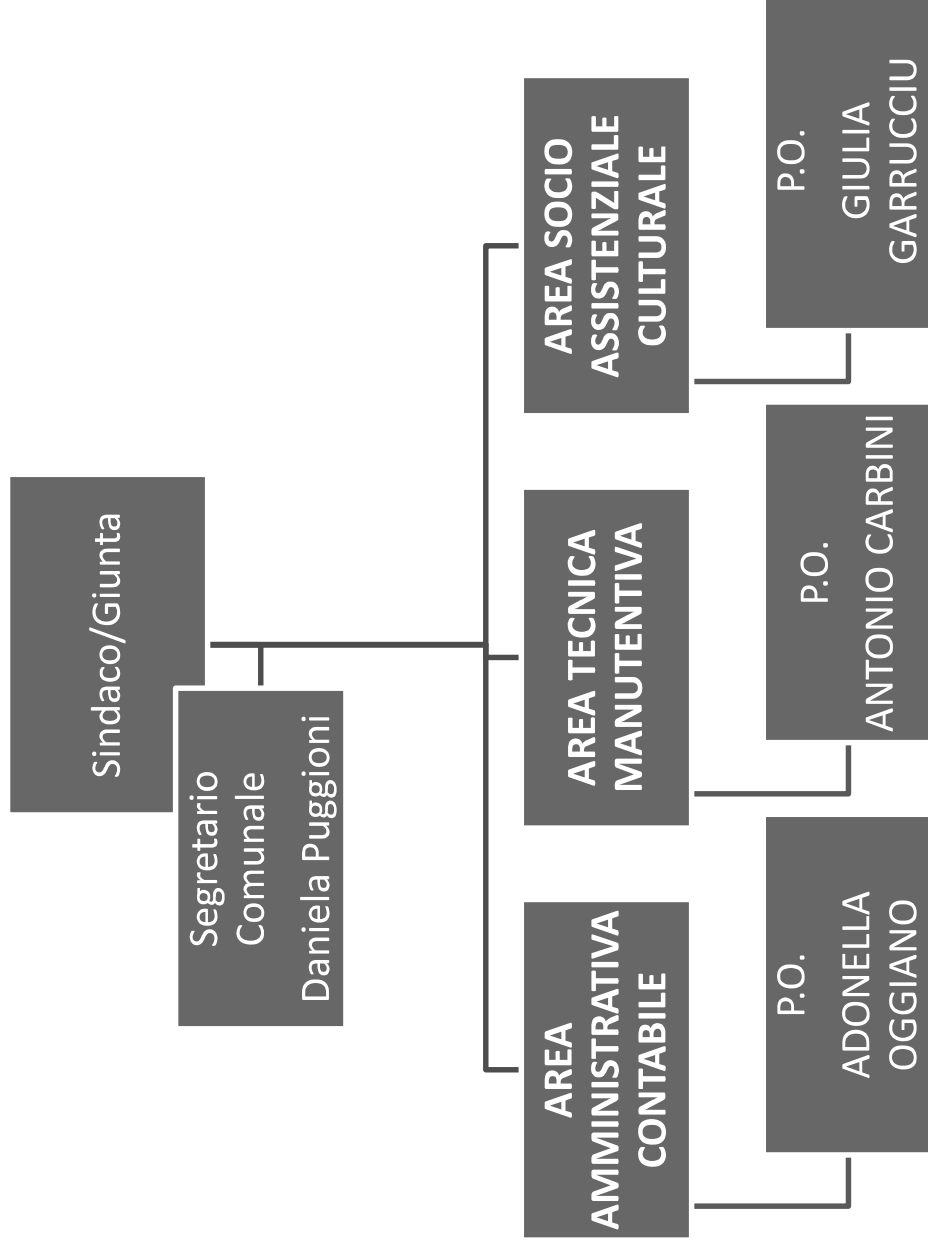 Sindaco/Giunta
Segretario
Comunale
Daniela Puggioni
AREA
AMMINISTRATIVA
CONTABILE
AREA TECNICA
MANUTENTIVA
AREA SOCIO
ASSISTENZIALE
CULTURALE
P.O.
ADONELLA
OGGIANO
P.O.
ANTONIO CARBINI
P.O.
GIULIA
GARRUCCIU